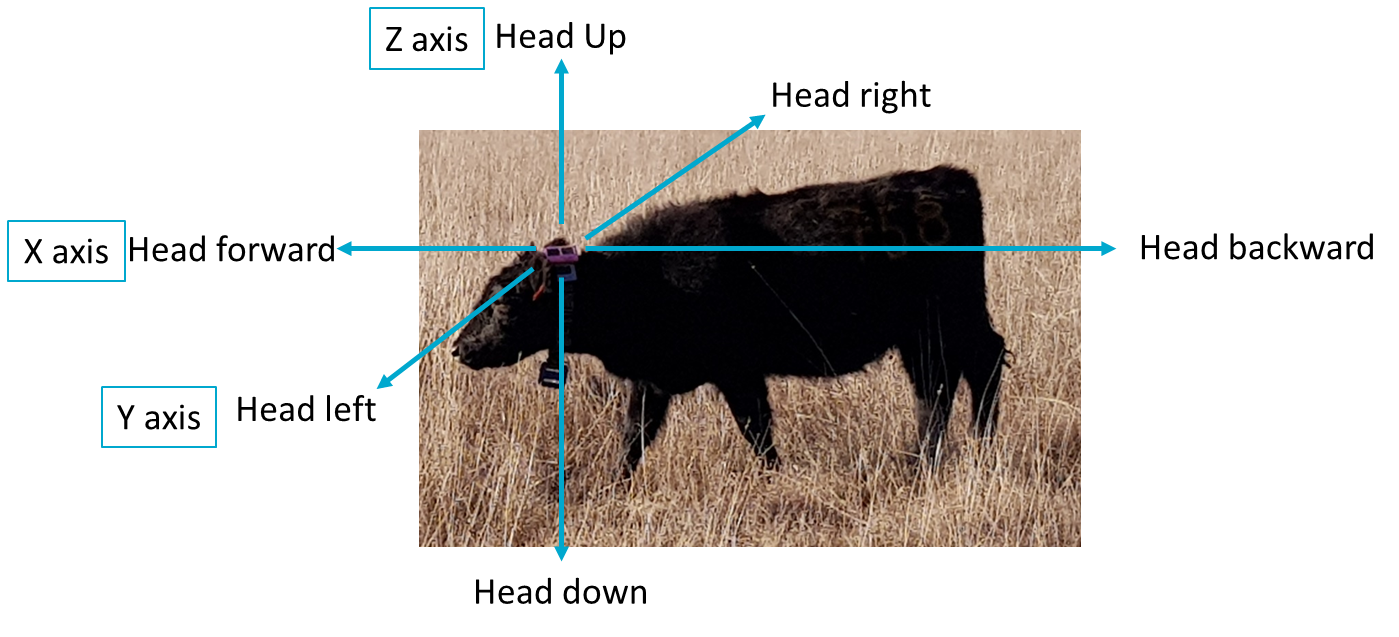 Z axis Head Up
Head right
X axis Head forward
Head backward
Y axis Head left
Head down